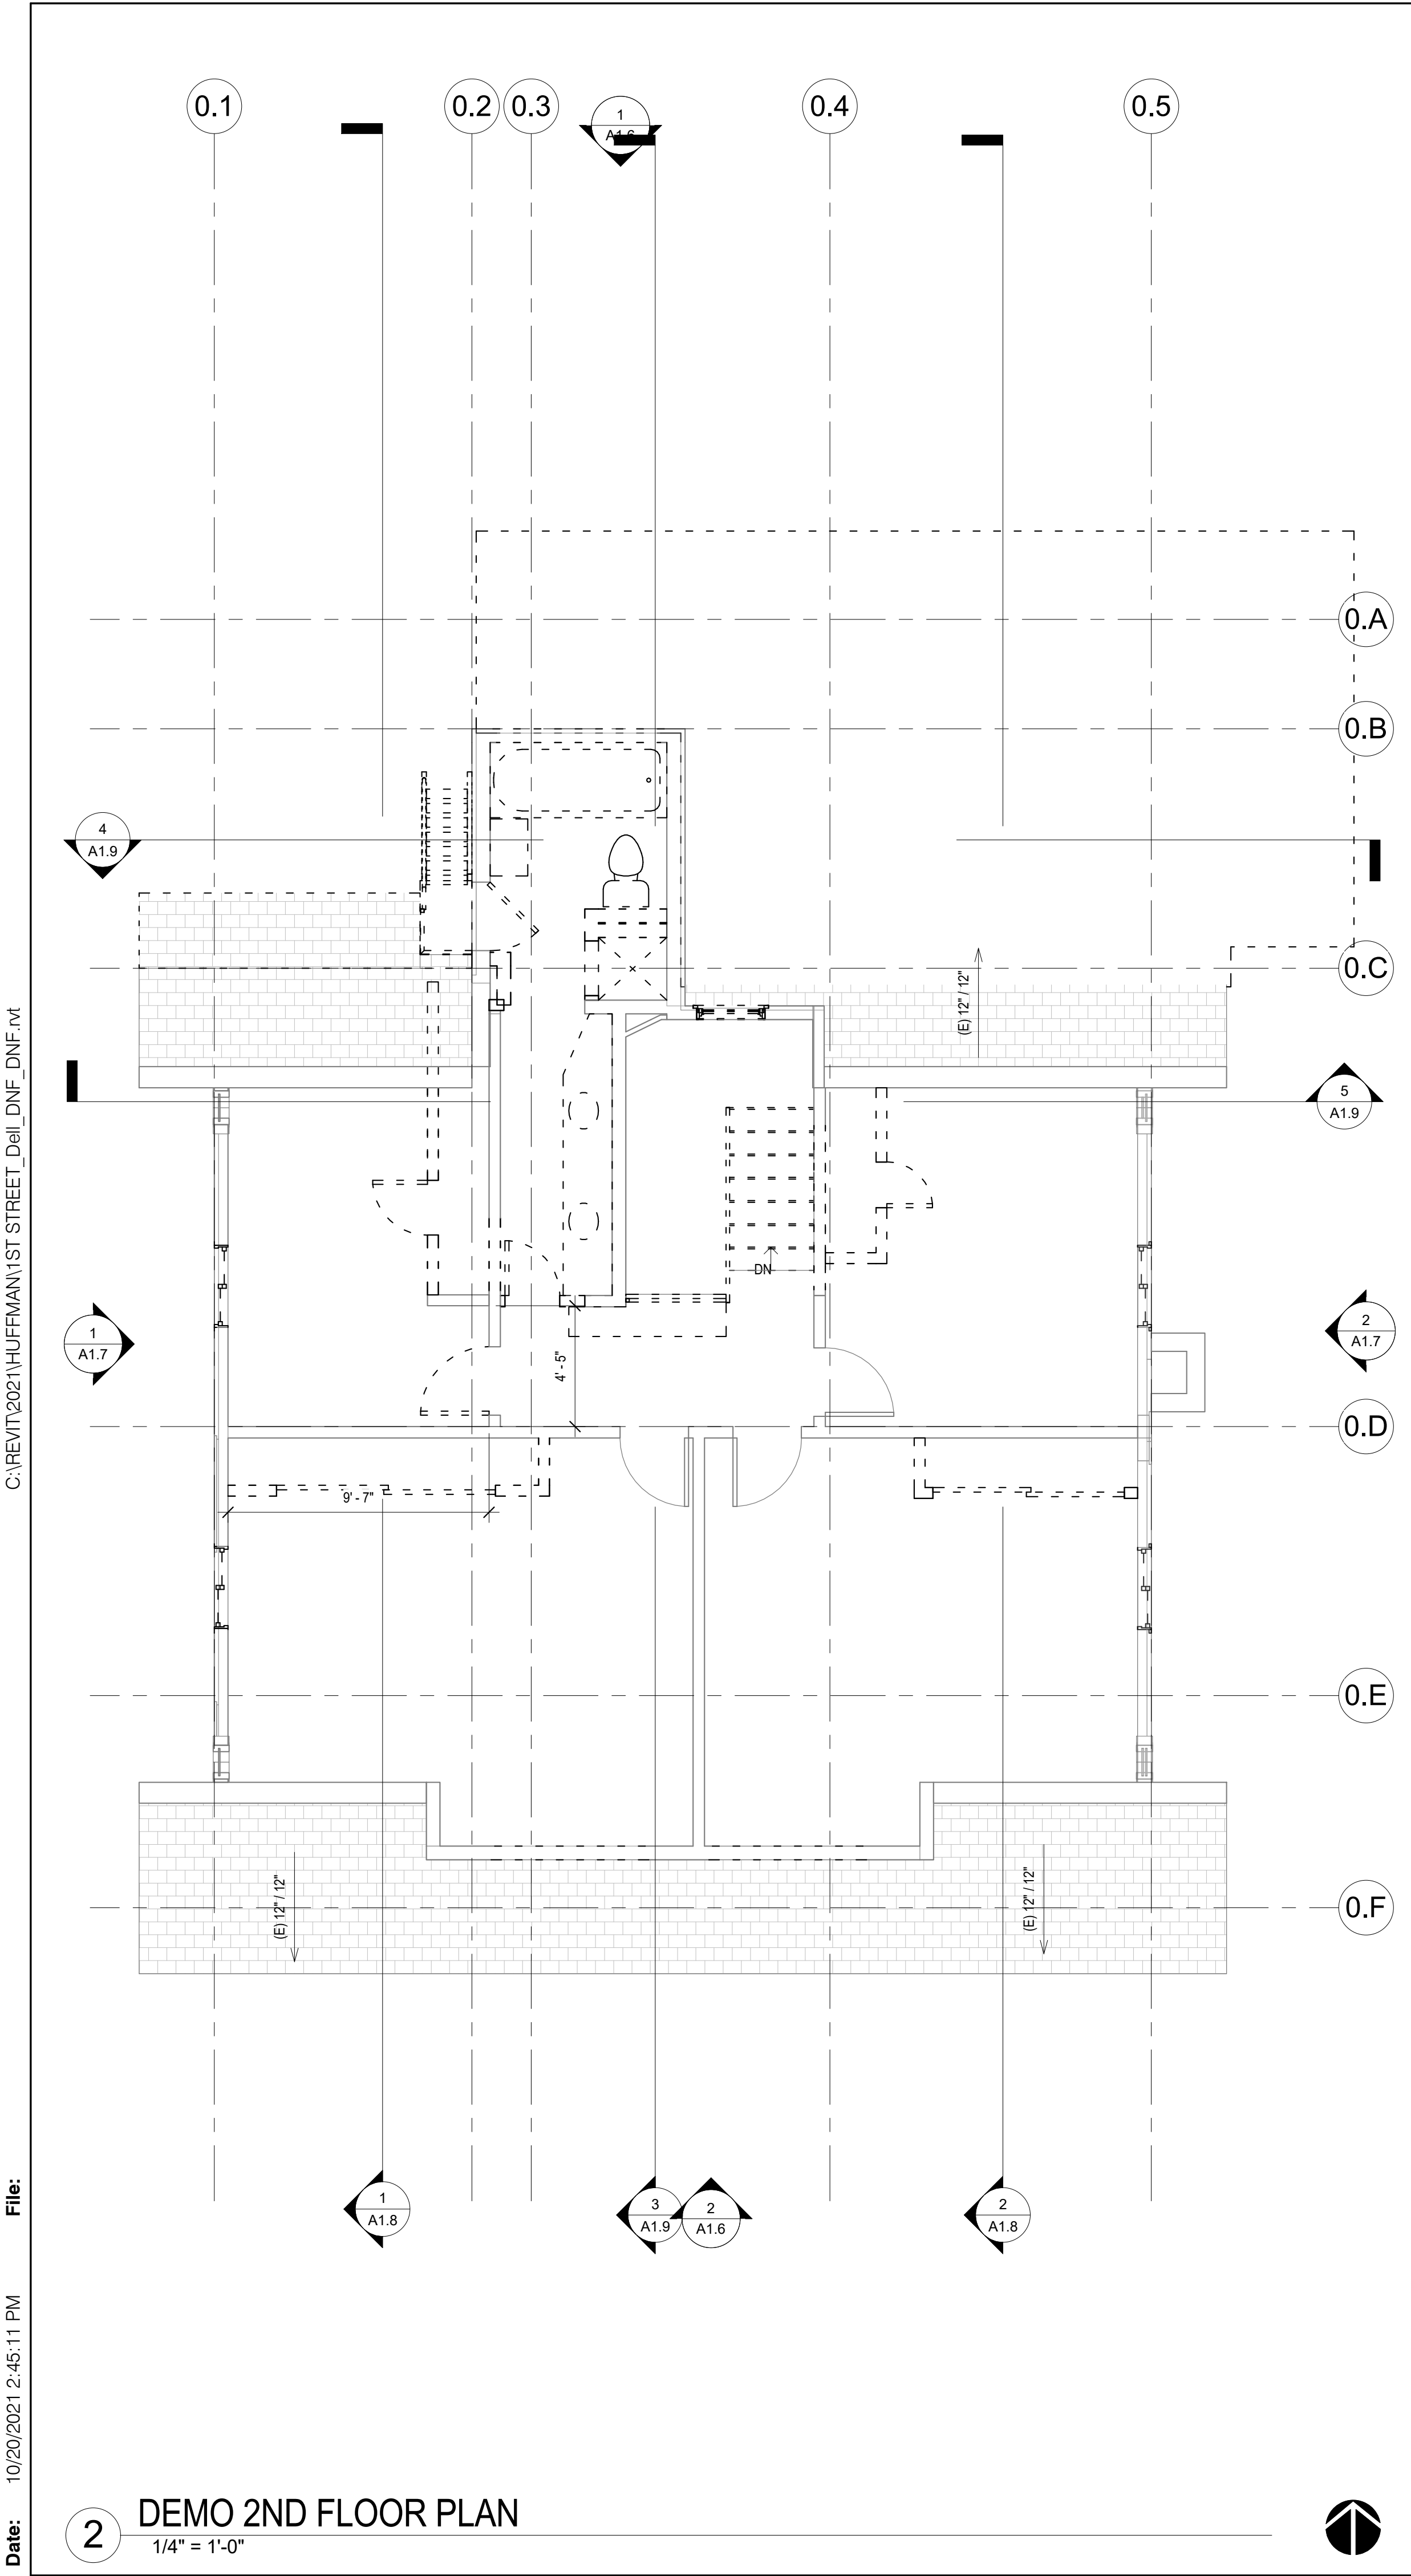 0.1
0.2
0.3
1
A1.6
0.4
0.5
0.A
0.B
4
A1.9
0.C
(E) 12" / 12"
5
A1.9
DN
1
A1.7
2
A1.7
4' - 5"
0.D
9' - 7"
0.E
(E) 12" / 12"
(E) 12" / 12"
0.F
1
A1.8
3
A1.9
2
A1.6
2
A1.8
2
DEMO 2ND FLOOR PLAN
1/4" = 1'-0"
Date: 10/20/2021 2:45:11 PM File: C:\REVIT\2021\HUFFMAN\1ST STREET_Dell_DNF_DNF.rvt